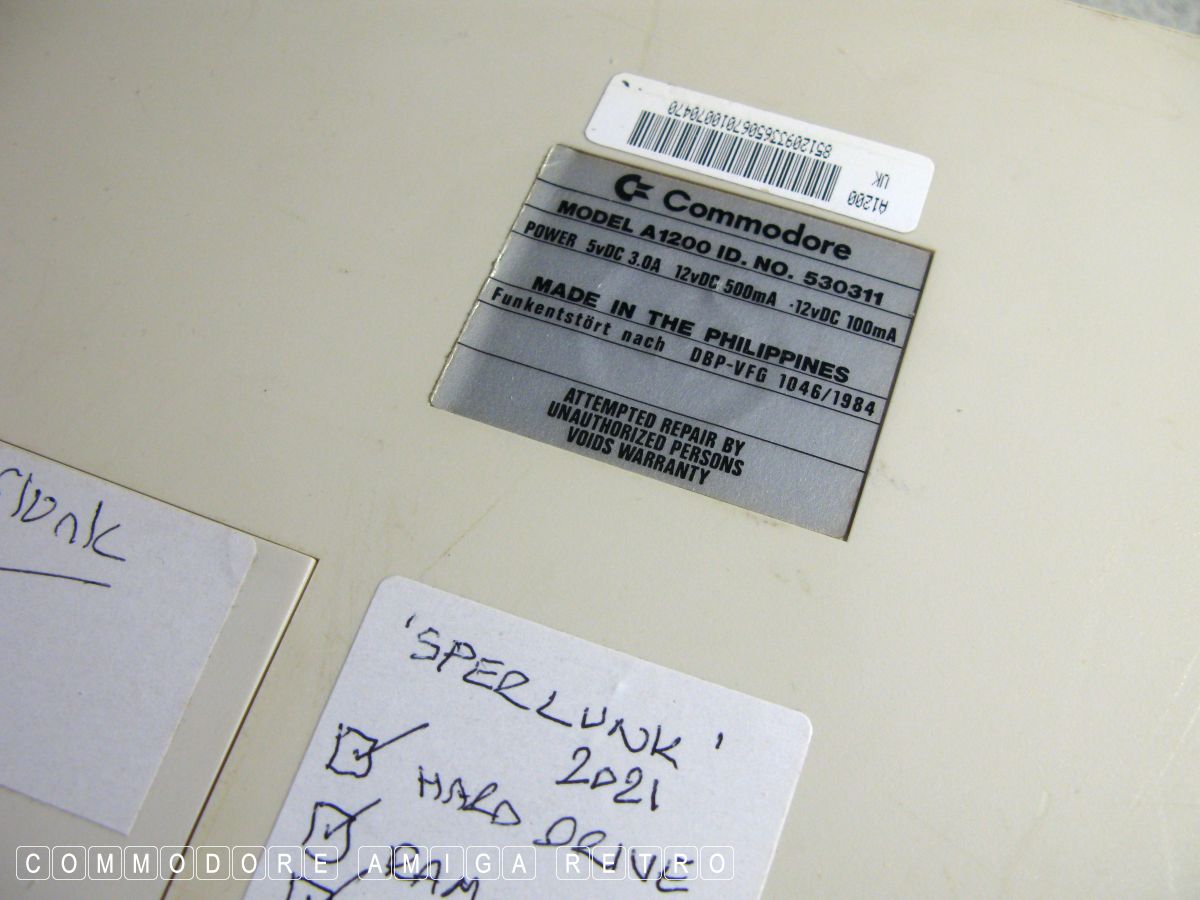 A1200
UK
8512093365067010070470
Commodore
MODEL A1200 ID. NO. 530311
POWER 5vDC 3.0A 12vDC 500mA -12vDC 100mA
MADE IN THE PHILIPPINES
Funkentstört nach DBP-VFG 1046/1984
ATTEMPTED REPAIR BY
UNAUTHORIZED PERSONS
VOIDS WARRANTY
'SPERLUNK'
2021
HARD DRIVE
RAM
COMMODORE AMIGA RETRO